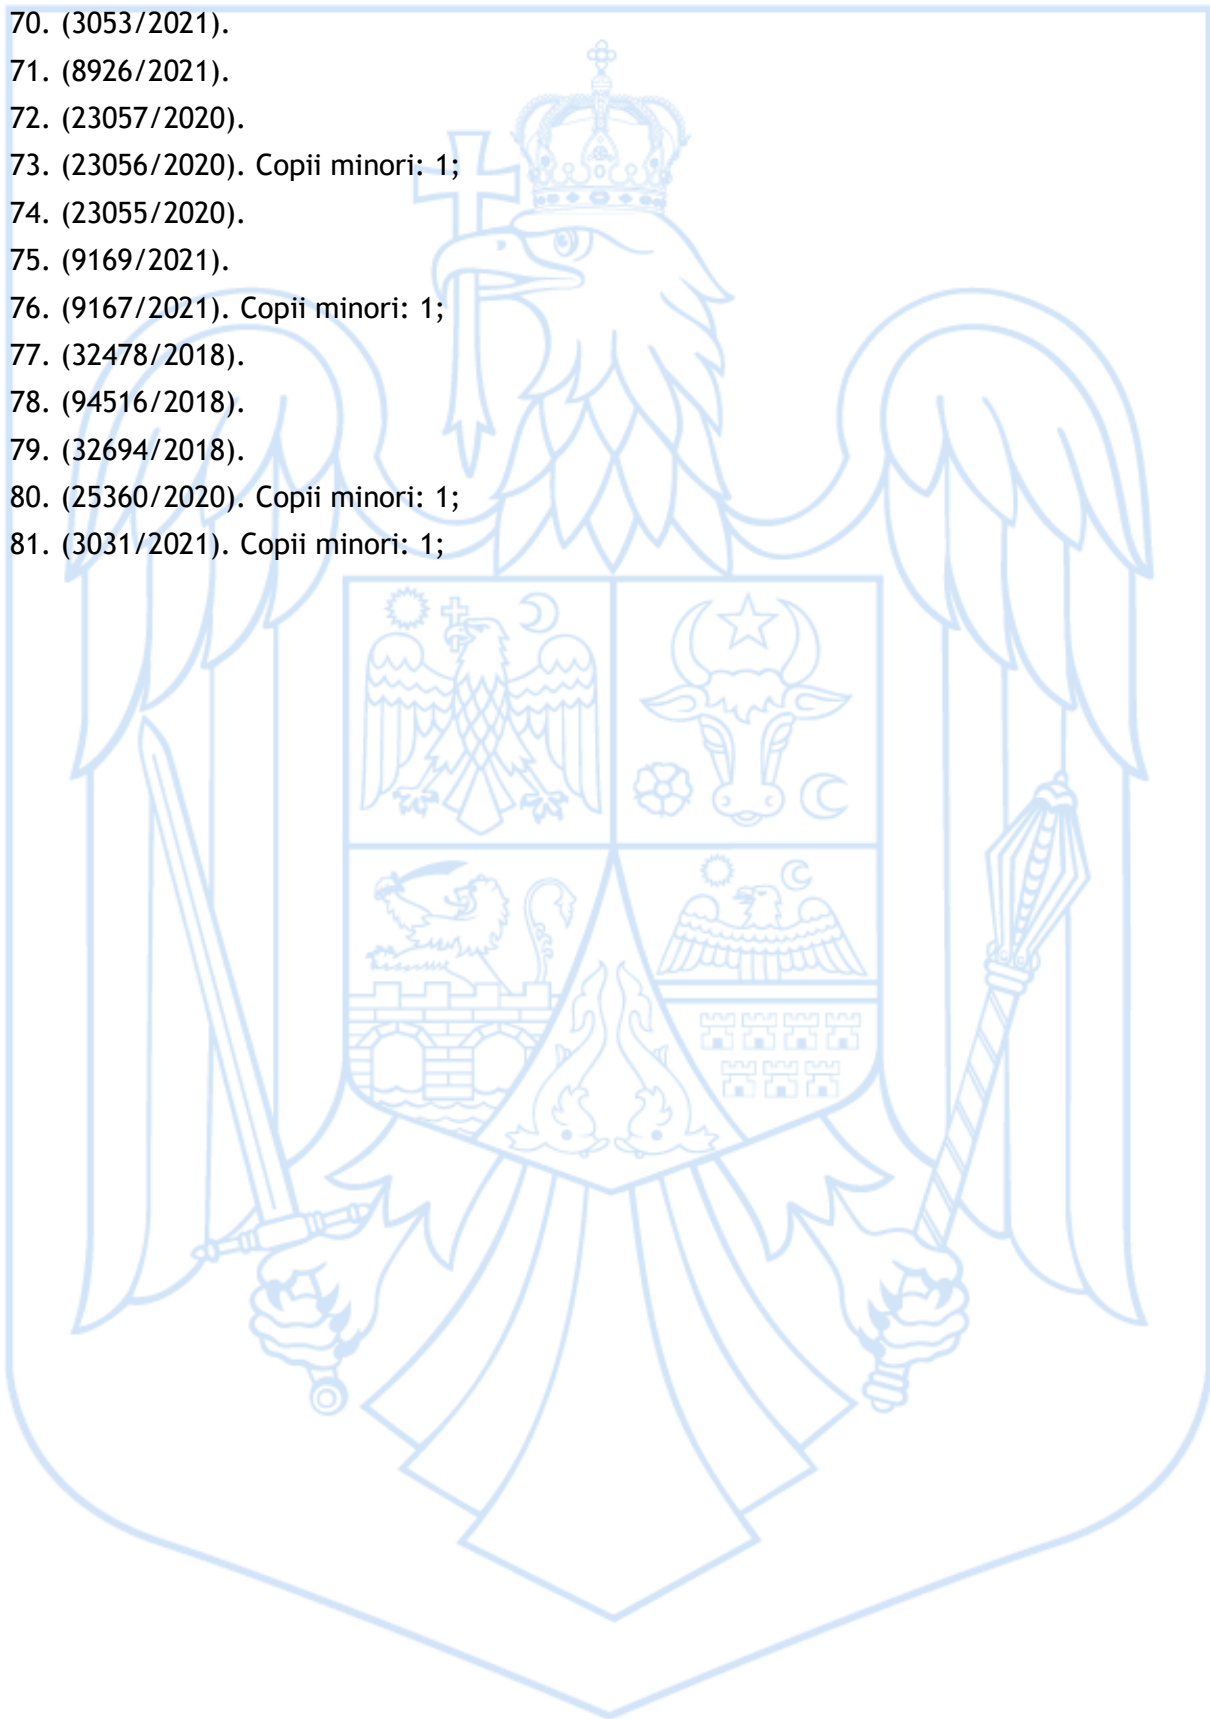 70. (3053/2021).
71. (8926/2021).
72. (23057/2020).
73. (23056/2020). Copii minori: 1;
74. (23055/2020).
75. (9169/2021).
76. (9167/2021). Copii minori: 1;
77. (32478/2018).
78. (94516/2018).
79. (32694/2018).
80. (25360/2020). Copii minori: 1;
81. (3031/2021). Copii minori: 1;